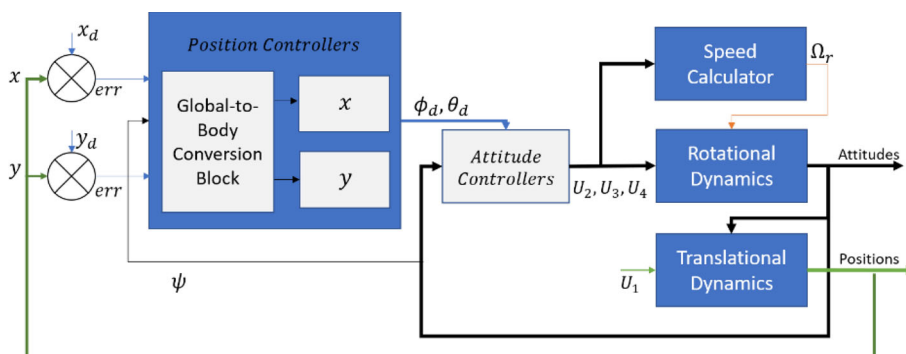 x_d
x
err
y_d
y
err
Position Controllers
Global-to-
Body
Conversion
Block
x
y
ψ
ϕ_d, θ_d
Attitude
Controllers
U_2, U_3, U_4
Speed
Calculator
Ω_r
Rotational
Dynamics
Attitudes
Translational
Dynamics
Positions
U_1